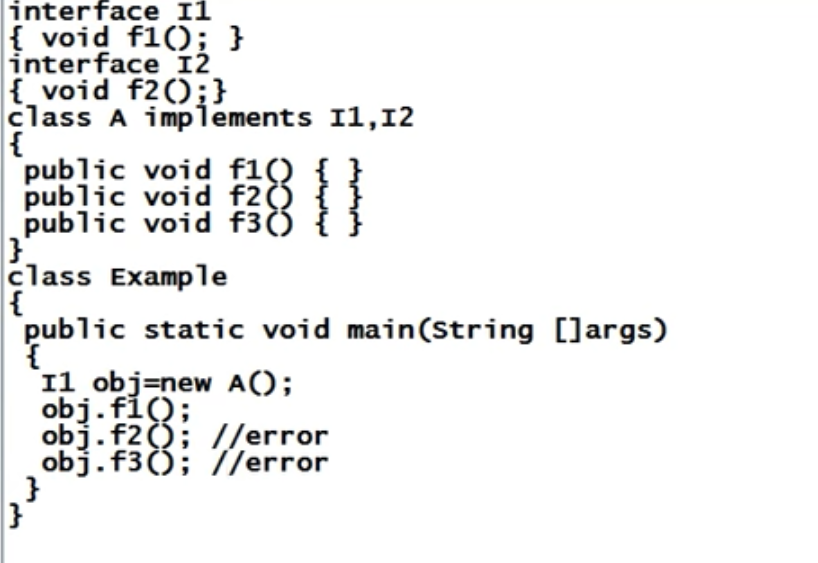 interface I1
{ void f1(); }
interface I2
{ void f2();}
class A implements I1,I2
{
public void f1() { }
public void f2() { }
public void f3() { }
}
class Example
{
public static void main(String []args)
{
I1 obj=new A();
obj.f1();
obj.f2(); //error
obj.f3(); //error
}
}